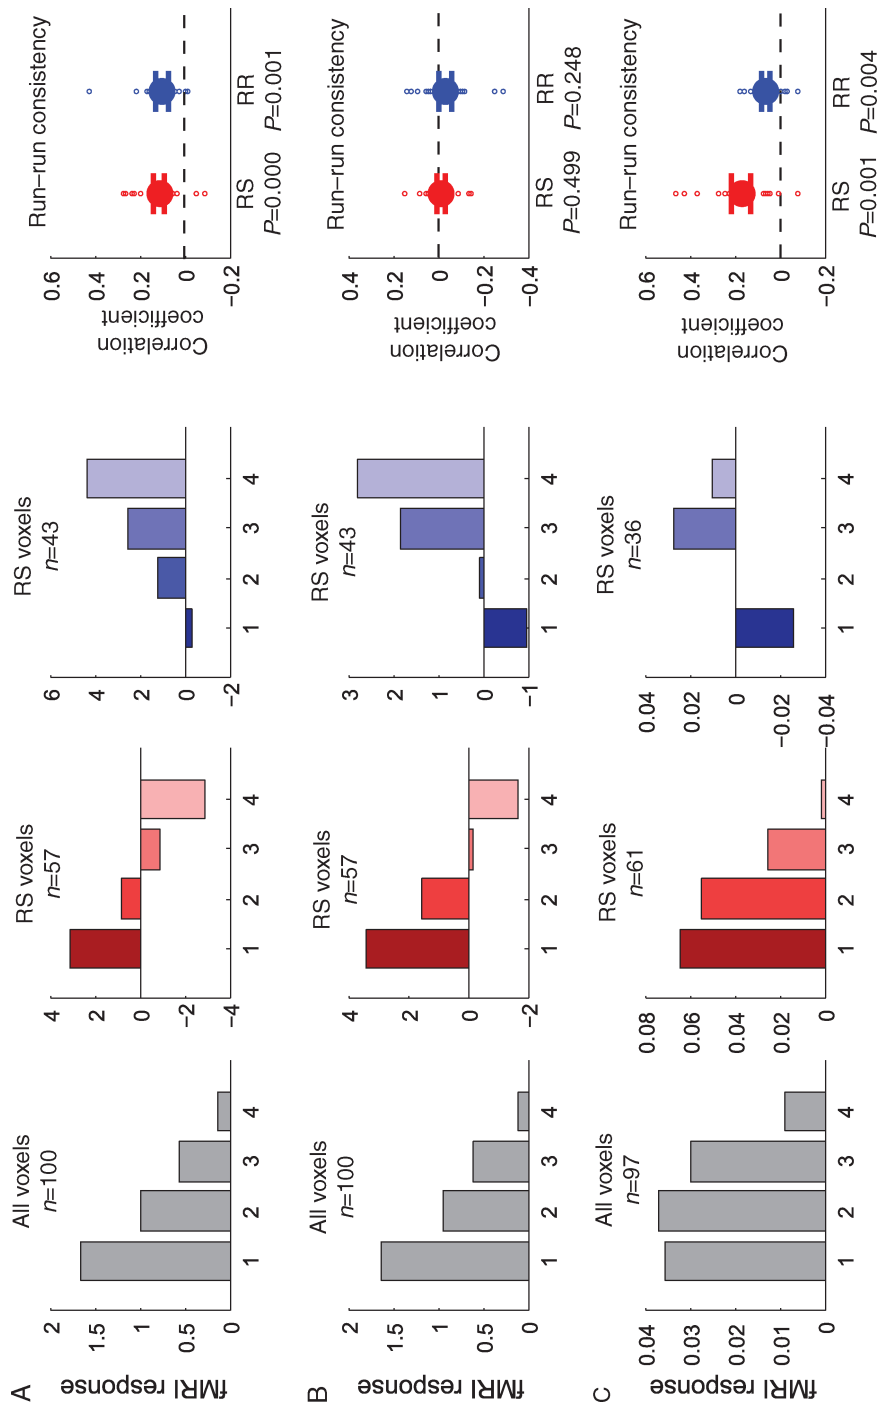 A
fMRI response
All voxels
n=100
2
1.5
1
0.5
0
1 2 3 4
RS voxels
n=57
4
2
0
−2
−4
1 2 3 4
RS voxels
n=43
6
4
2
0
−2
1 2 3 4
Run−run consistency
Correlation
coefficient
0.6
0.4
0.2
0
−0.2
RS RR
P=0.000 P=0.001
B
fMRI response
All voxels
n=100
2
1.5
1
0.5
0
1 2 3 4
RS voxels
n=57
4
2
0
−2
1 2 3 4
RS voxels
n=43
3
2
1
0
−1
1 2 3 4
Run−run consistency
Correlation
coefficient
0.4
0.2
0
−0.2
−0.4
RS RR
P=0.499 P=0.248
C
fMRI response
All voxels
n=97
0.04
0.03
0.02
0.01
0
1 2 3 4
RS voxels
n=61
0.08
0.06
0.04
0.02
0
1 2 3 4
RS voxels
n=36
0.04
0.02
0
−0.02
−0.04
1 2 3 4
Run−run consistency
Correlation
coefficient
0.6
0.4
0.2
0
−0.2
RS RR
P=0.001 P=0.004